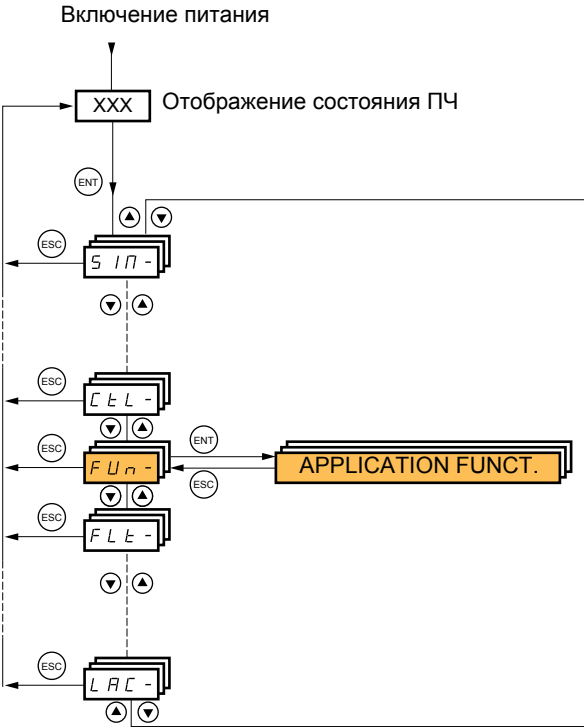 Включение питания
XXX Отображение состояния ПЧ
ENT
ESC
SIM-
ESC
CtL-
ESC
FUn-
ENT
ESC
APPLICATION FUNCT.
ESC
FLt-
ESC
LAC-